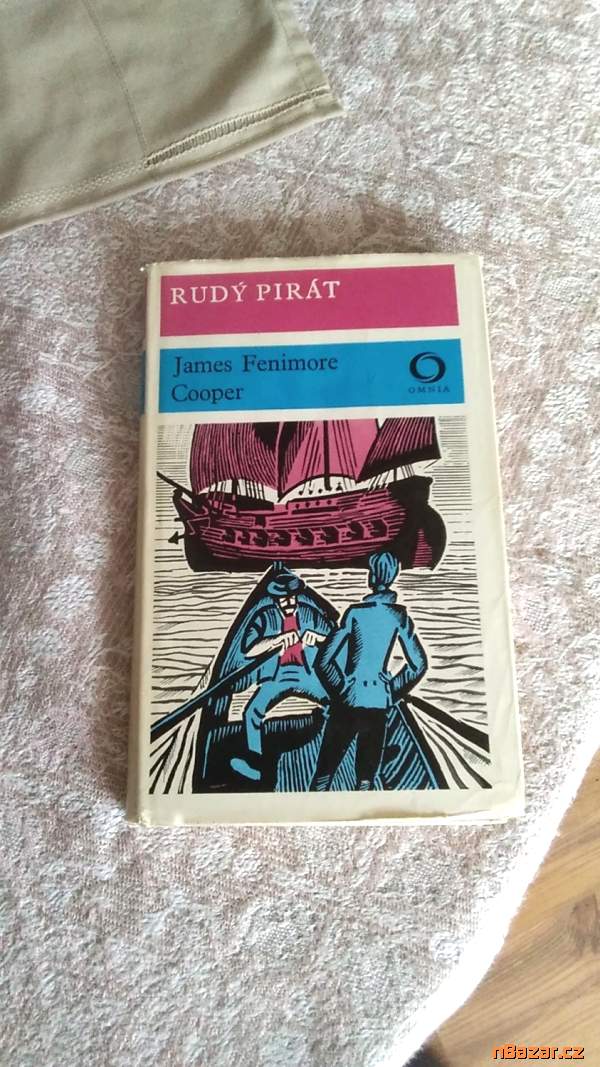 RUDÝ PIRÁT
James Fenimore
Cooper
OMNIA
nBazar.cz